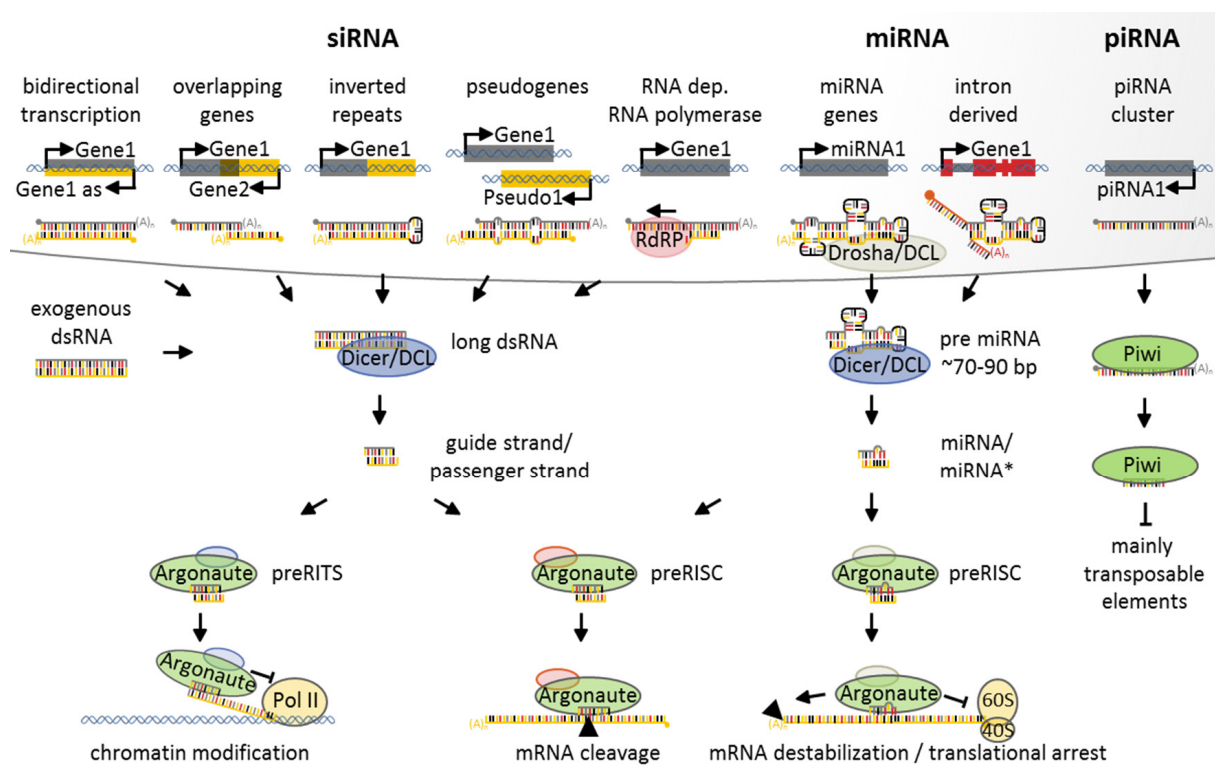 siRNA
miRNA
piRNA
bidirectional
transcription
overlapping
genes
inverted
repeats
pseudogenes
RNA dep.
RNA polymerase
miRNA
genes
intron
derived
piRNA
cluster
Gene1
Gene1 as
Gene1
Gene2
Gene1
Gene1
Pseudo1
Gene1
miRNA1
Gene1
piRNA1
(A)n
(A)n
(A)n
(A)n
(A)n
(A)n
(A)n
RdRP
(A)n
(A)n
Drosha/DCL
(A)n
(A)n
exogenous
dsRNA
Dicer/DCL
long dsRNA
Dicer/DCL
pre miRNA
~70-90 bp
Piwi
(A)n
guide strand/
passenger strand
miRNA/
miRNA*
Piwi
Argonaute
preRITS
Argonaute
preRISC
Argonaute
preRISC
mainly
transposable
elements
Argonaute
Pol II
Argonaute
(A)n
Argonaute
(A)n
60S
40S
chromatin modification
mRNA cleavage
mRNA destabilization / translational arrest